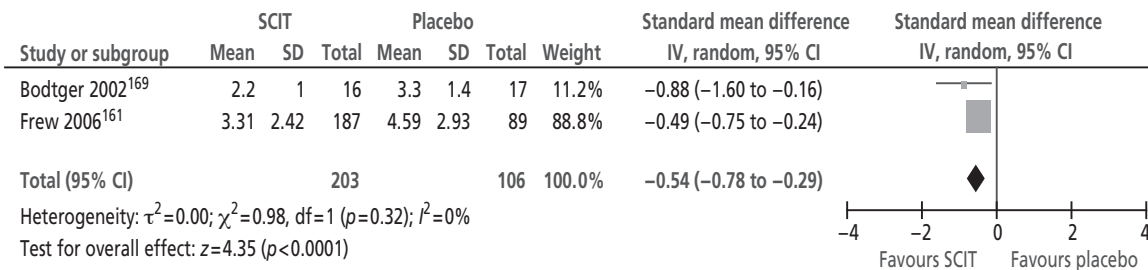 SCIT Placebo Standard mean difference Standard mean difference
Study or subgroup Mean SD Total Mean SD Total Weight IV, random, 95% CI IV, random, 95% CI
Bodtger 2002¹⁶⁹ 2.2 1 16 3.3 1.4 17 11.2% −0.88 (−1.60 to −0.16)
Frew 2006¹⁶¹ 3.31 2.42 187 4.59 2.93 89 88.8% −0.49 (−0.75 to −0.24)
Total (95% CI) 203 106 100.0% −0.54 (−0.78 to −0.29)
Heterogeneity: τ²=0.00; χ²=0.98, df=1 (p=0.32); I²=0%
Test for overall effect: z=4.35 (p<0.0001)
−4 −2 0 2 4
Favours SCIT Favours placebo